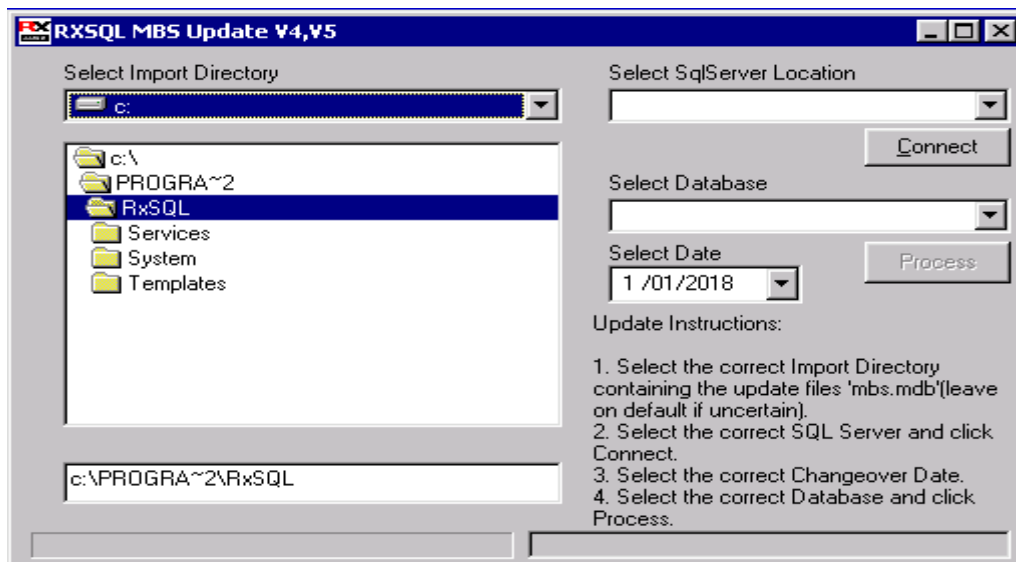 RX
RXSQL MBS Update V4,V5
Select Import Directory
c:
c:\
PROGRA~2
RxSQL
Services
System
Templates
c:\PROGRA~2\RxSQL
Select SqlServer Location
Connect
Select Database
Select Date
1 /01/2018
Process
Update Instructions:
1. Select the correct Import Directory
containing the update files 'mbs.mdb'(leave
on default if uncertain).
2. Select the correct SQL Server and click
Connect.
3. Select the correct Changeover Date.
4. Select the correct Database and click
Process.